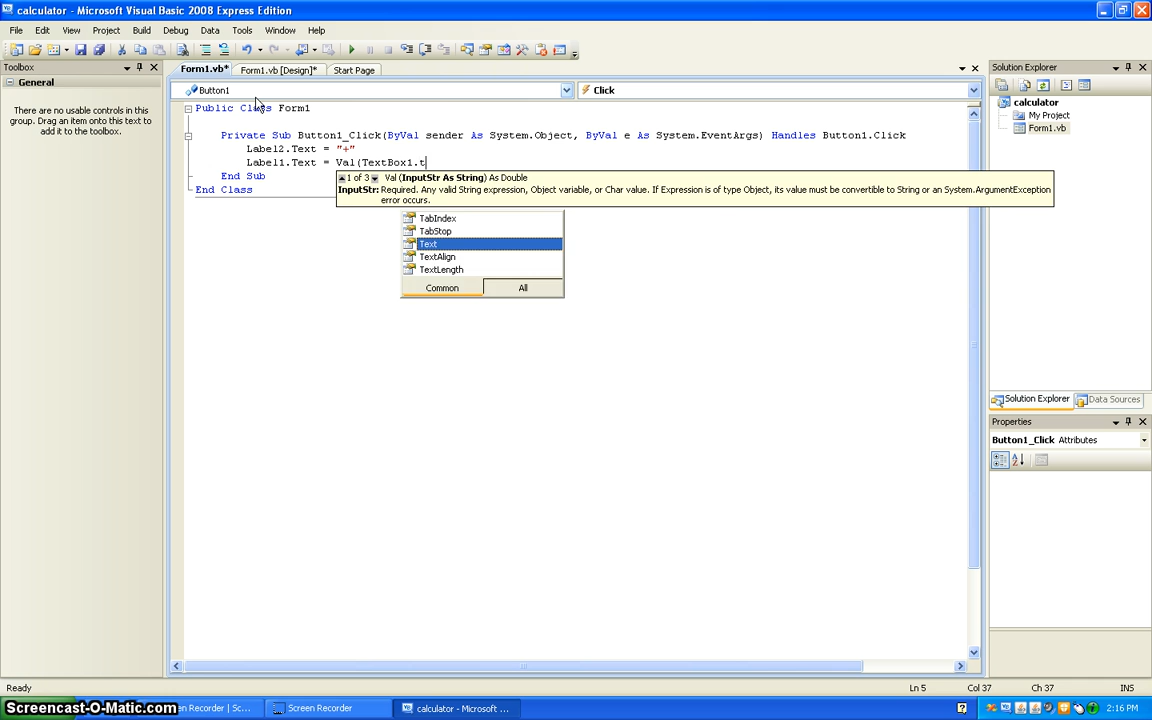 calculator - Microsoft Visual Basic 2008 Express Edition
File Edit View Project Build Debug Data Tools Window Help
Toolbox
General
There are no usable controls in this
group. Drag an item onto this text to
add it to the toolbox.
Form1.vb* Form1.vb [Design]* Start Page
Button1 Click
Public Class Form1
Private Sub Button1_Click(ByVal sender As System.Object, ByVal e As System.EventArgs) Handles Button1.Click
Label2.Text = "+"
Label1.Text = Val(TextBox1.t
End Sub
End Class
1 of 3 Val (InputStr As String) As Double
InputStr: Required. Any valid String expression, Object variable, or Char value. If Expression is of type Object, its value must be convertible to String or an System.ArgumentException
error occurs.
TabIndex
TabStop
Text
TextAlign
TextLength
Common All
Solution Explorer
calculator
My Project
Form1.vb
Solution Explorer Data Sources
Properties
Button1_Click Attributes
Ready Ln 5 Col 37 Ch 37 INS
Screencast-O-Matic.com en Recorder | Sc... Screen Recorder calculator - Microsoft ... 2:16 PM